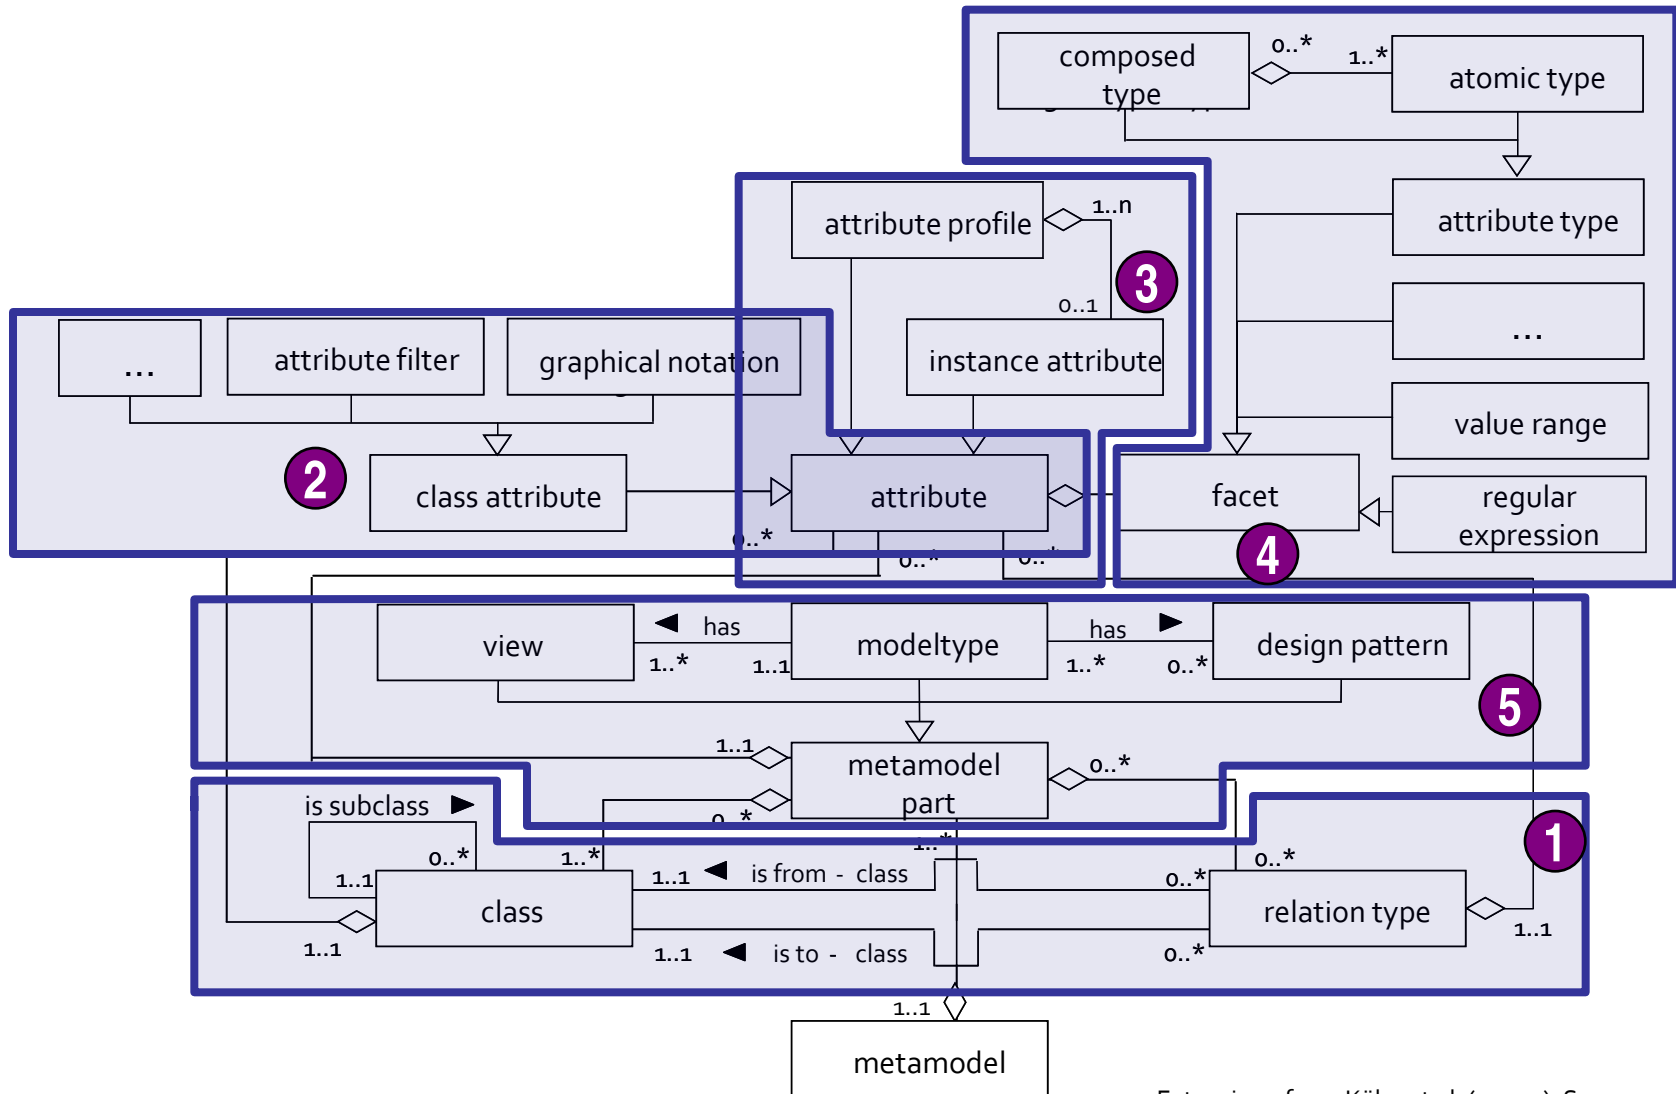 composed
type
0..*
1..*
atomic type
attribute profile
1..n
attribute type
3
0..1
...
...
attribute filter
graphical notation
instance attribute
value range
2
class attribute
attribute
facet
regular
expression
0..*
0..*
0..*
4
view
has
1..*
1..1
modeltype
has
1..*
0..*
design pattern
5
1..1
metamodel
part
0..*
0..*
is subclass
1..*
1
0..*
1..*
0..*
1..1
1..1
is from - class
0..*
class
relation type
1..1
1..1
is to - class
0..*
1..1
1..1
metamodel